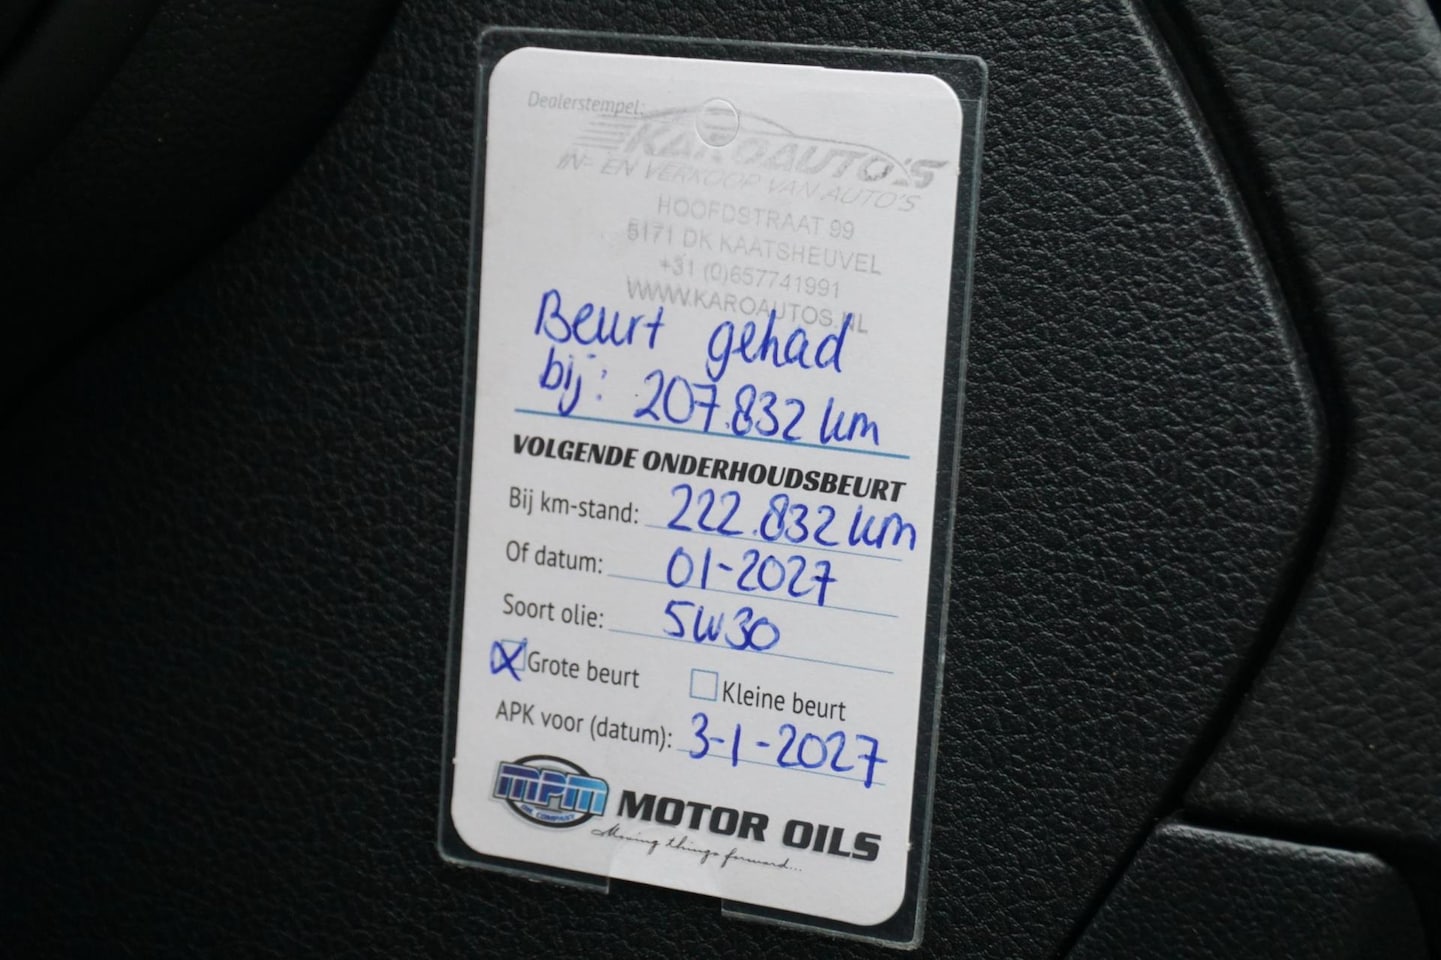 Dealerstempel:
KAROAUTO'S
IN- EN VERKOOP VAN AUTO'S
HOOFDSTRAAT 99
5171 DK KAATSHEUVEL
+31 (0)657741991
WWW.KAROAUTOS.NL
Beurt gehad
bij: 207.832 km
VOLGENDE ONDERHOUDSBEURT
Bij km-stand: 222.832 km
Of datum: 01-2027
Soort olie: 5W30
Grote beurt Kleine beurt
APK voor (datum): 3-1-2027
MPM
OIL COMPANY
MOTOR OILS
Moving things forward...